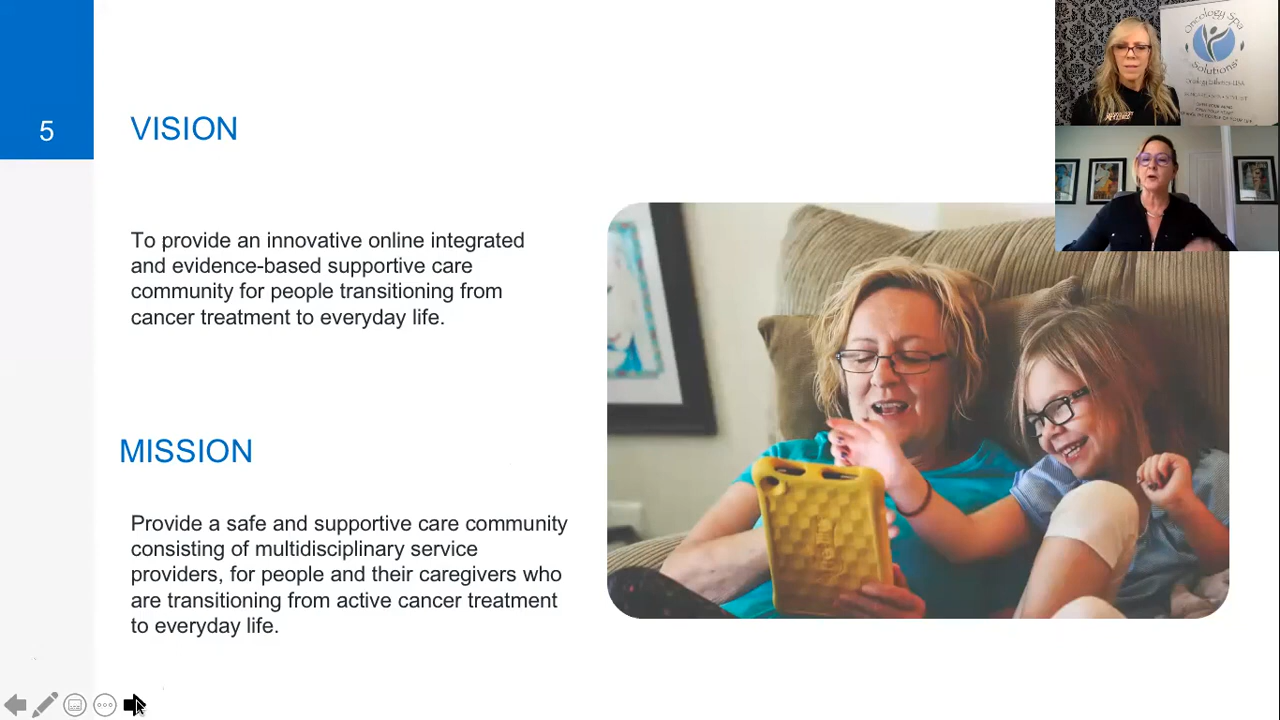 5
VISION
To provide an innovative online integrated
and evidence-based supportive care
community for people transitioning from
cancer treatment to everyday life.
MISSION
Provide a safe and supportive care community
consisting of multidisciplinary service
providers, for people and their caregivers who
are transitioning from active cancer treatment
to everyday life.
Oncology Spa
Solutions